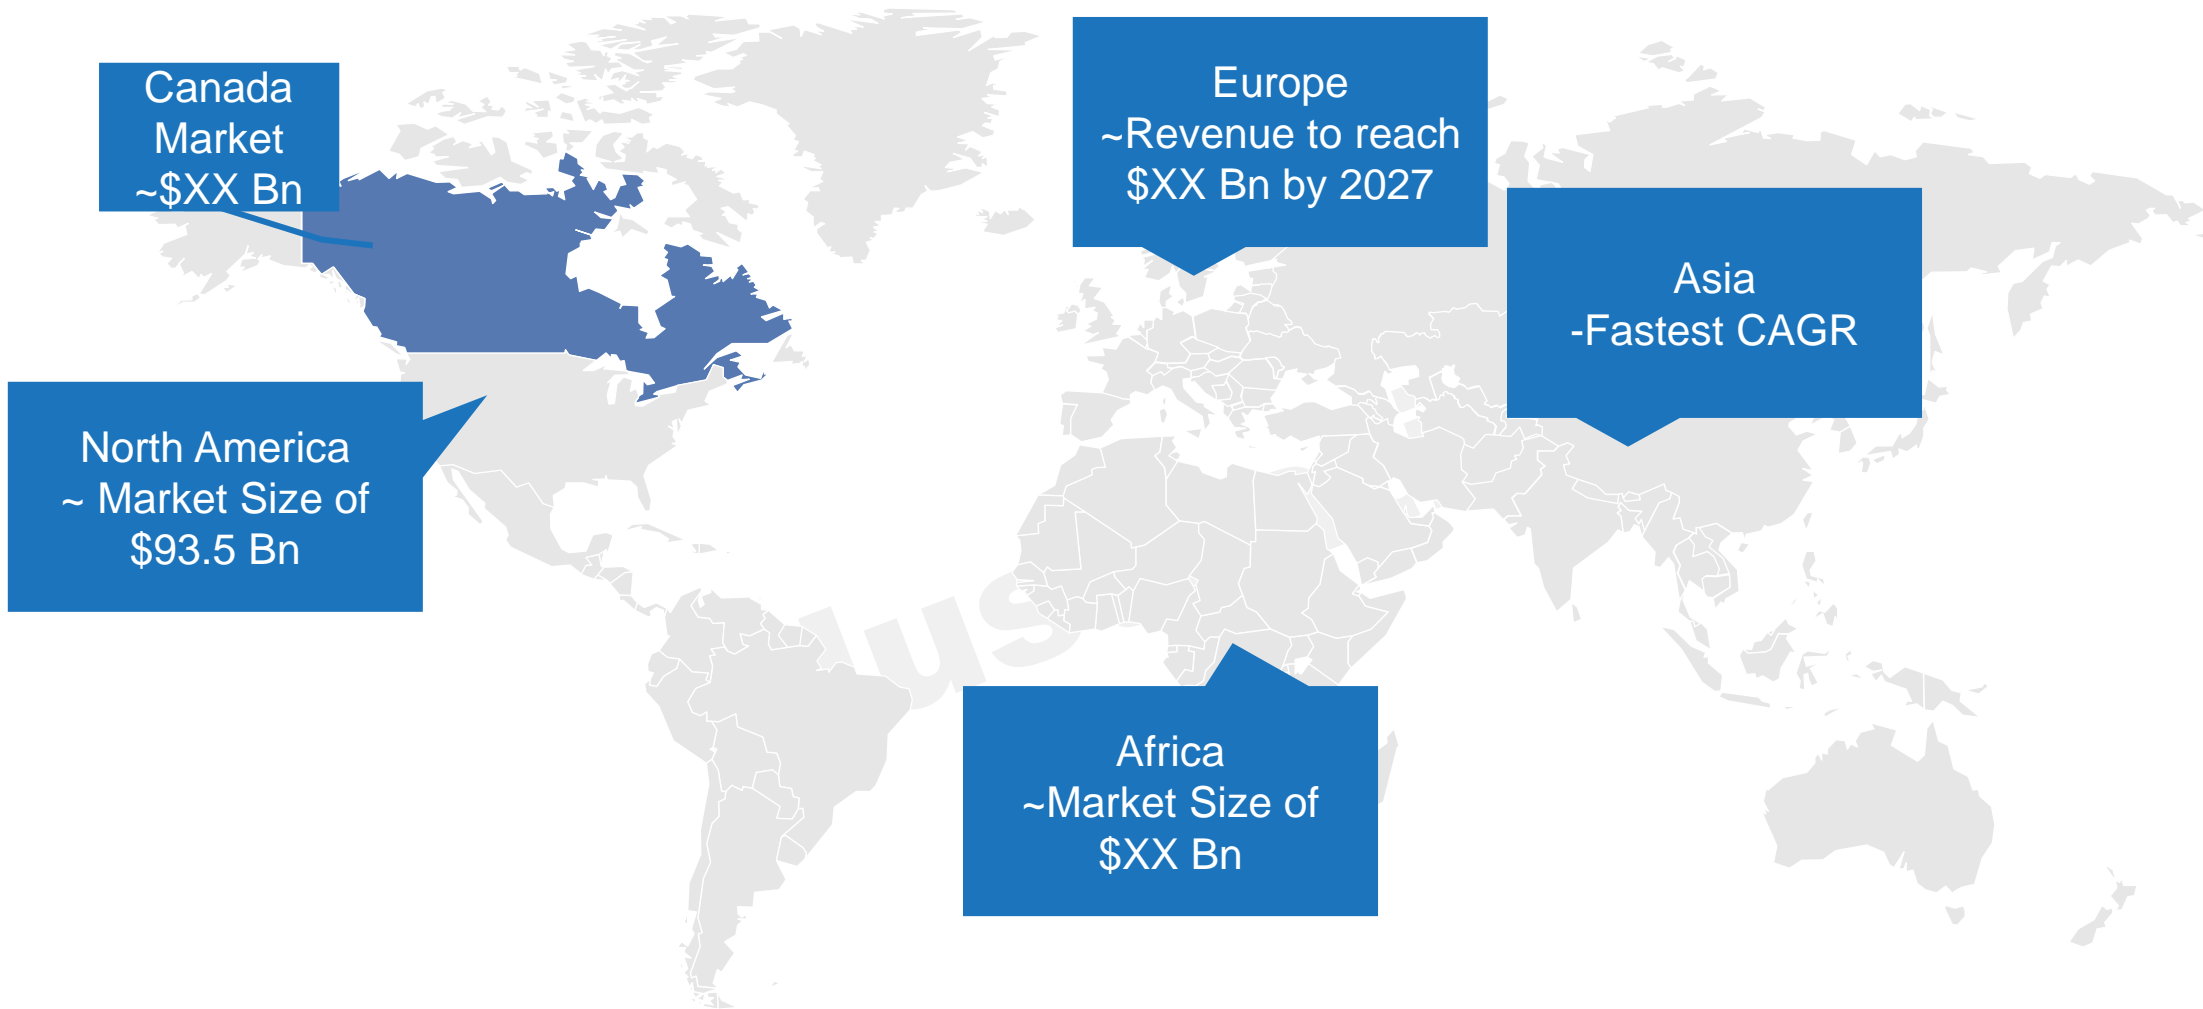 Canada
Market
~$XX Bn
Europe
~Revenue to reach
$XX Bn by 2027
Asia
-Fastest CAGR
North America
~ Market Size of
$93.5 Bn
Africa
~Market Size of
$XX Bn
lus